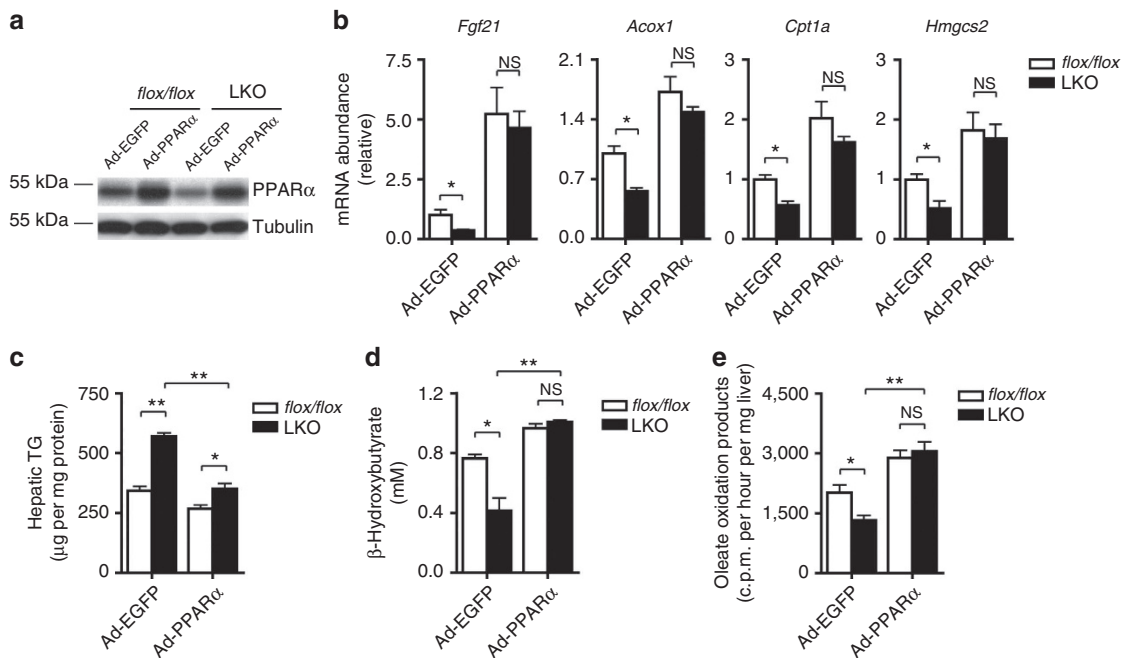 a
flox/flox LKO
Ad-EGFP Ad-PPARα Ad-EGFP Ad-PPARα
55 kDa PPARα
55 kDa Tubulin
b
Fgf21 Acox1 Cpt1a Hmgcs2
mRNA abundance
(relative)
7.5
5.0
2.5
0.0
* NS
Ad-EGFP Ad-PPARα
2.1
1.4
0.7
0.0
* NS
Ad-EGFP Ad-PPARα
3
2
1
0
* NS
Ad-EGFP Ad-PPARα
3
2
1
0
* NS
Ad-EGFP Ad-PPARα
flox/flox
LKO
c
Hepatic TG
(μg per mg protein)
750
500
250
0
**
**
*
Ad-EGFP Ad-PPARα
flox/flox
LKO
d
β-Hydroxybutyrate
(mM)
1.2
0.8
0.4
0.0
**
* NS
Ad-EGFP Ad-PPARα
flox/flox
LKO
e
Oleate oxidation products
(c.p.m. per hour per mg liver)
4,500
3,000
1,500
0
**
* NS
Ad-EGFP Ad-PPARα
flox/flox
LKO